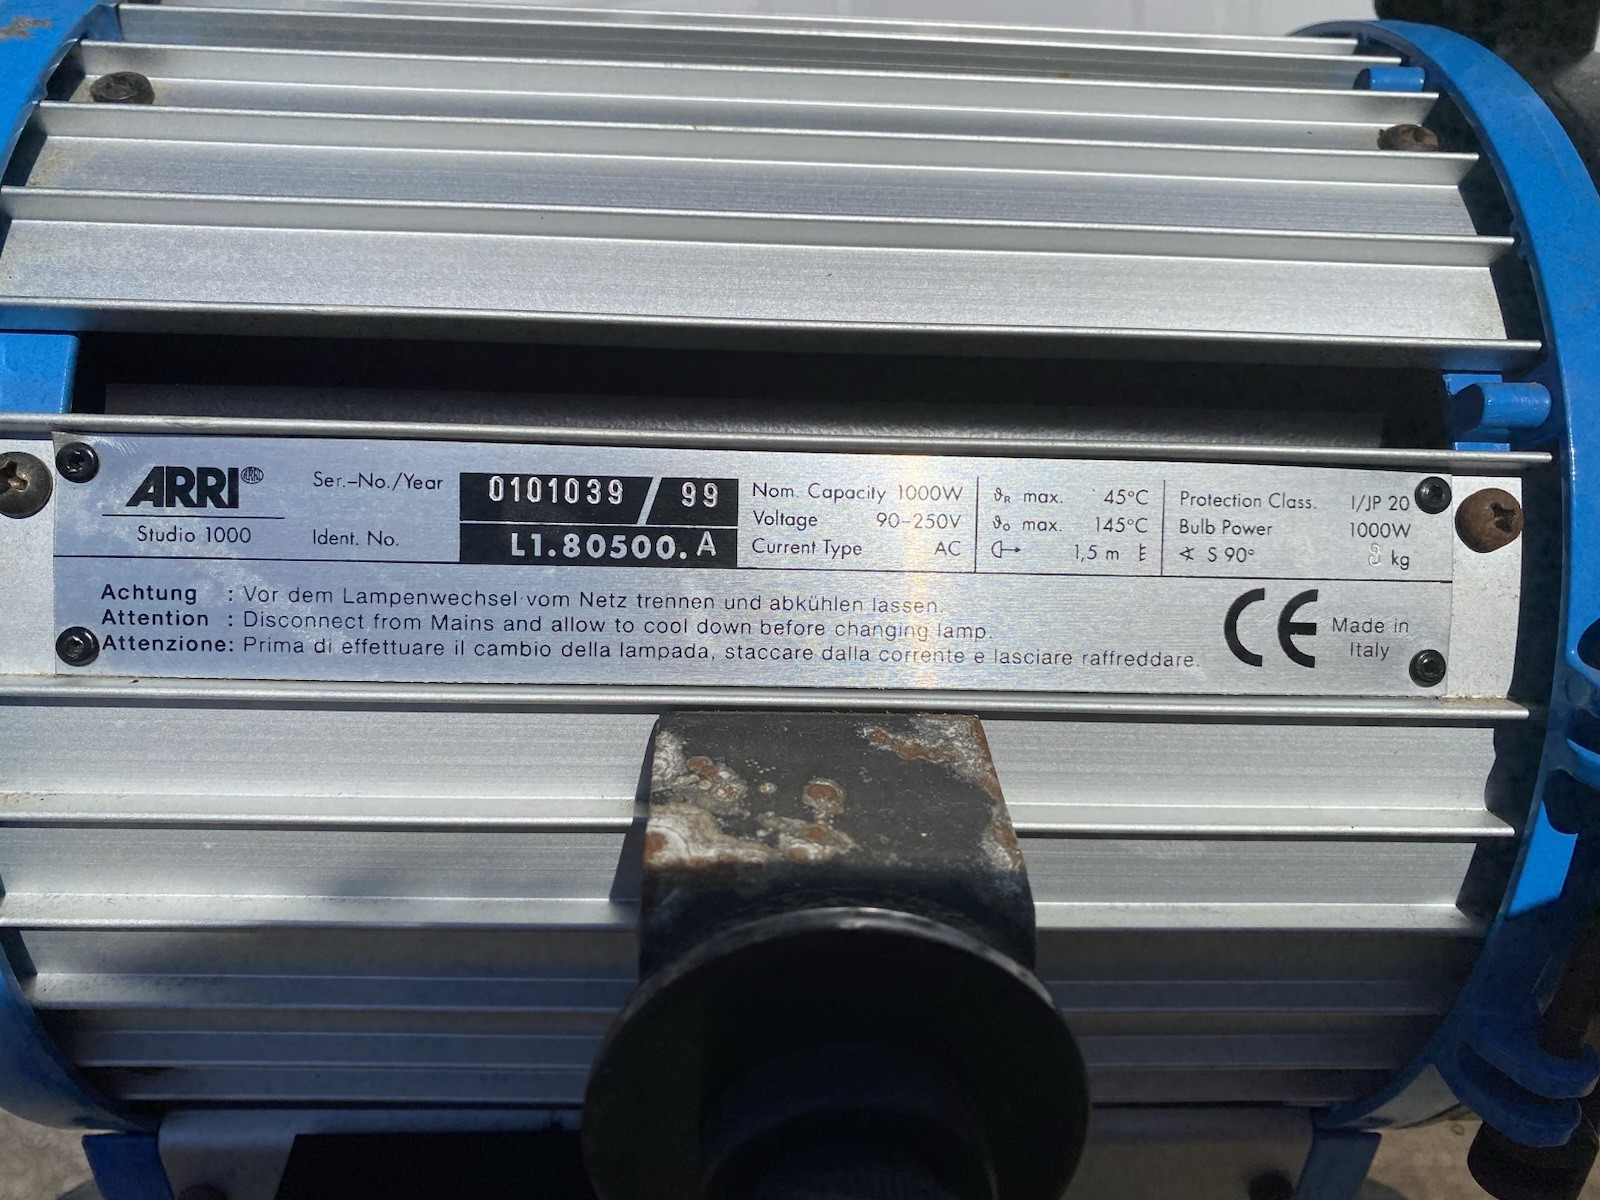 ARRI ARRI
Studio 1000
Ser.-No./Year 0101039 / 99
Ident. No. L1.80500.A
Nom. Capacity 1000W
Voltage 90-250V
Current Type AC
ϑR max. 45°C
ϑo max. 145°C
1,5 m E
Protection Class. I/JP 20
Bulb Power 1000W
∢ S 90° kg
Achtung : Vor dem Lampenwechsel vom Netz trennen und abkühlen lassen.
Attention : Disconnect from Mains and allow to cool down before changing lamp.
Attenzione: Prima di effettuare il cambio della lampada, staccare dalla corrente e lasciare raffreddare.
CE Made in
Italy